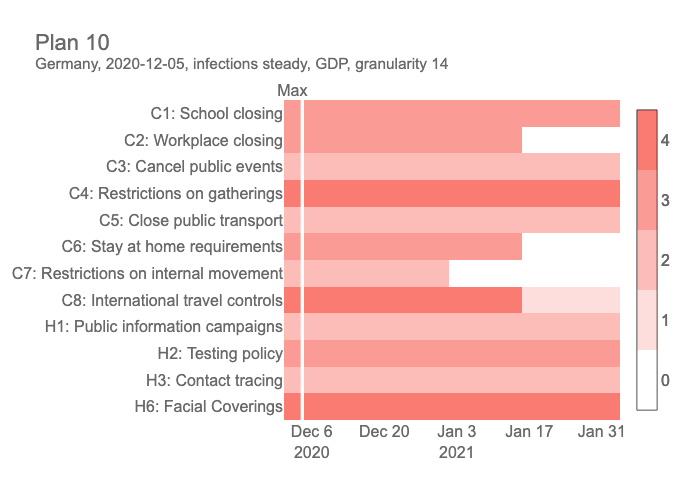 Plan 10
Germany, 2020-12-05, infections steady, GDP, granularity 14
Max
C1: School closing
C2: Workplace closing
C3: Cancel public events
C4: Restrictions on gatherings
C5: Close public transport
C6: Stay at home requirements
C7: Restrictions on internal movement
C8: International travel controls
H1: Public information campaigns
H2: Testing policy
H3: Contact tracing
H6: Facial Coverings
Dec 6 Dec 20 Jan 3 Jan 17 Jan 31
2020 2021
4
3
2
1
0